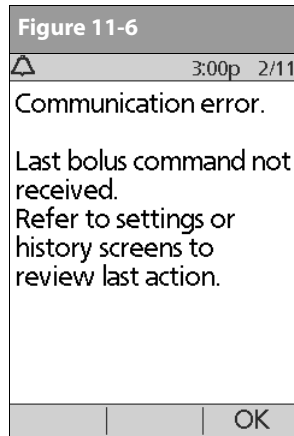 Figure 11-6
3:00p 2/11
Communication error.
Last bolus command not
received.
Refer to settings or
history screens to
review last action.
OK